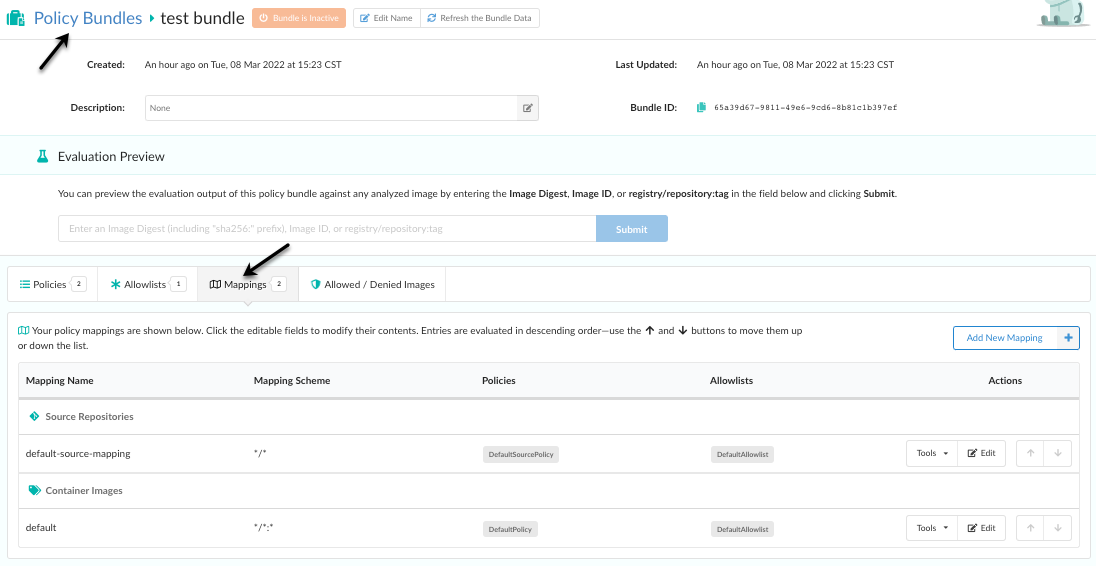 Policy Bundles test bundle Bundle is Inactive Edit Name Refresh the Bundle Data
Created: An hour ago on Tue, 08 Mar 2022 at 15:23 CST Last Updated: An hour ago on Tue, 08 Mar 2022 at 15:23 CST
Description: None Bundle ID: 65a39d67-9811-49e6-9cd6-8b81c1b397ef
Evaluation Preview
You can preview the evaluation output of this policy bundle against any analyzed image by entering the Image Digest, Image ID, or registry/repository:tag in the field below and clicking Submit.
Enter an Image Digest (including "sha256:" prefix), Image ID, or registry/repository:tag Submit
Policies 2 Allowlists 1 Mappings 2 Allowed / Denied Images
Your policy mappings are shown below. Click the editable fields to modify their contents. Entries are evaluated in descending order—use the ↑ and ↓ buttons to move them up
or down the list.
Add New Mapping +
Mapping Name Mapping Scheme Policies Allowlists Actions
Source Repositories
default-source-mapping */* DefaultSourcePolicy DefaultAllowlist Tools Edit
Container Images
default */*:* DefaultPolicy DefaultAllowlist Tools Edit